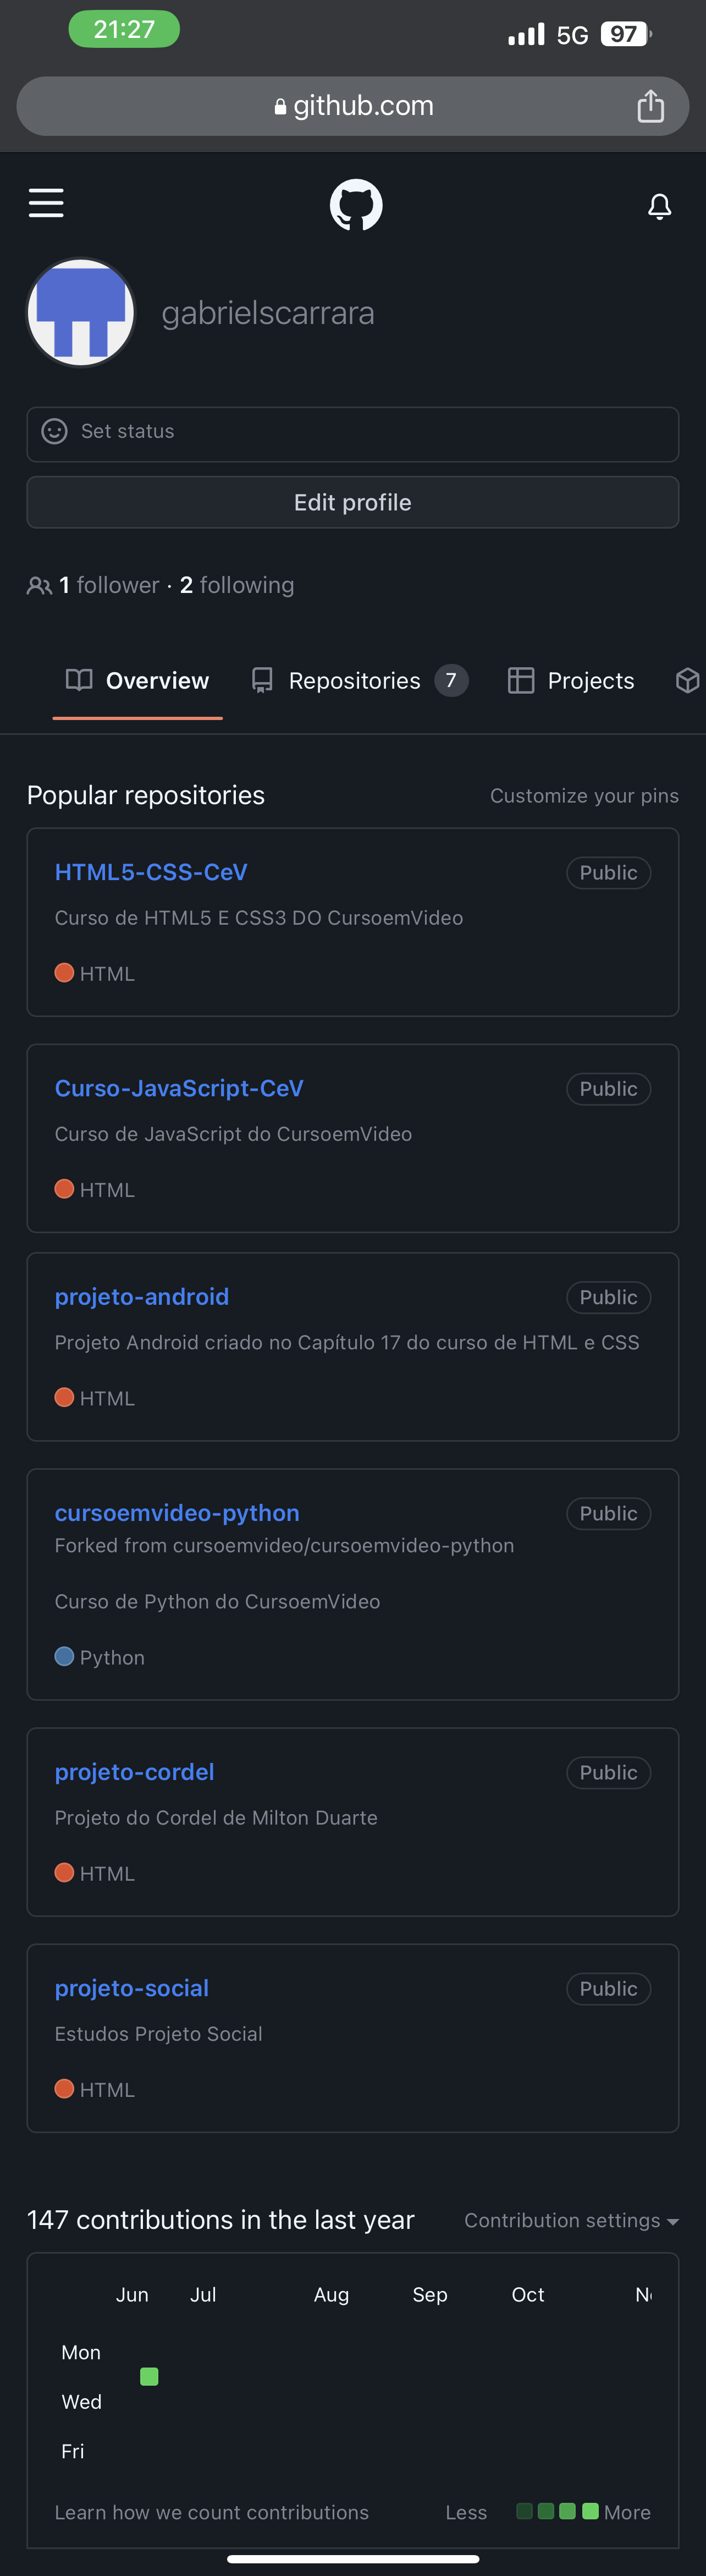 21:27
5G 97
github.com
gabrielscarrara
Set status
Edit profile
1 follower · 2 following
Overview Repositories 7 Projects
Popular repositories Customize your pins
HTML5-CSS-CeV Public
Curso de HTML5 E CSS3 DO CursoemVideo
HTML
Curso-JavaScript-CeV Public
Curso de JavaScript do CursoemVideo
HTML
projeto-android Public
Projeto Android criado no Capítulo 17 do curso de HTML e CSS
HTML
cursoemvideo-python Public
Forked from cursoemvideo/cursoemvideo-python
Curso de Python do CursoemVideo
Python
projeto-cordel Public
Projeto do Cordel de Milton Duarte
HTML
projeto-social Public
Estudos Projeto Social
HTML
147 contributions in the last year Contribution settings
Jun Jul Aug Sep Oct
Mon
Wed
Fri
Learn how we count contributions Less More